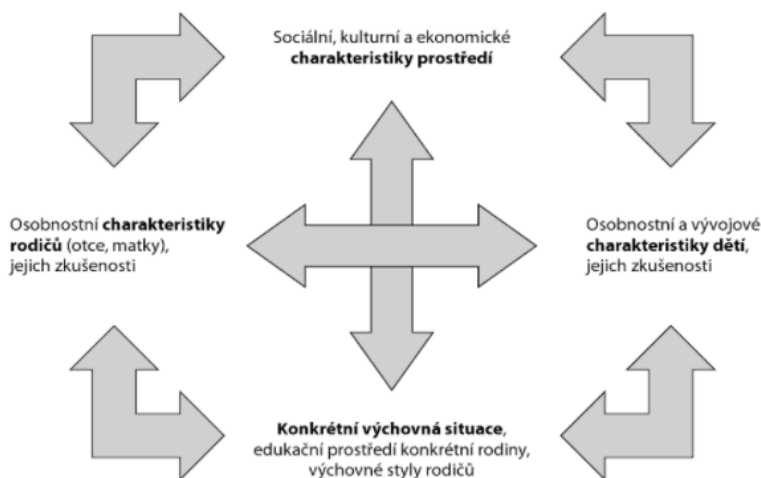 Sociální, kulturní a ekonomické
charakteristiky prostředí
Osobnostní charakteristiky
rodičů (otce, matky),
jejich zkušenosti
Osobnostní a vývojové
charakteristiky dětí,
jejich zkušenosti
Konkrétní výchovná situace,
edukační prostředí konkrétní rodiny,
výchovné styly rodičů